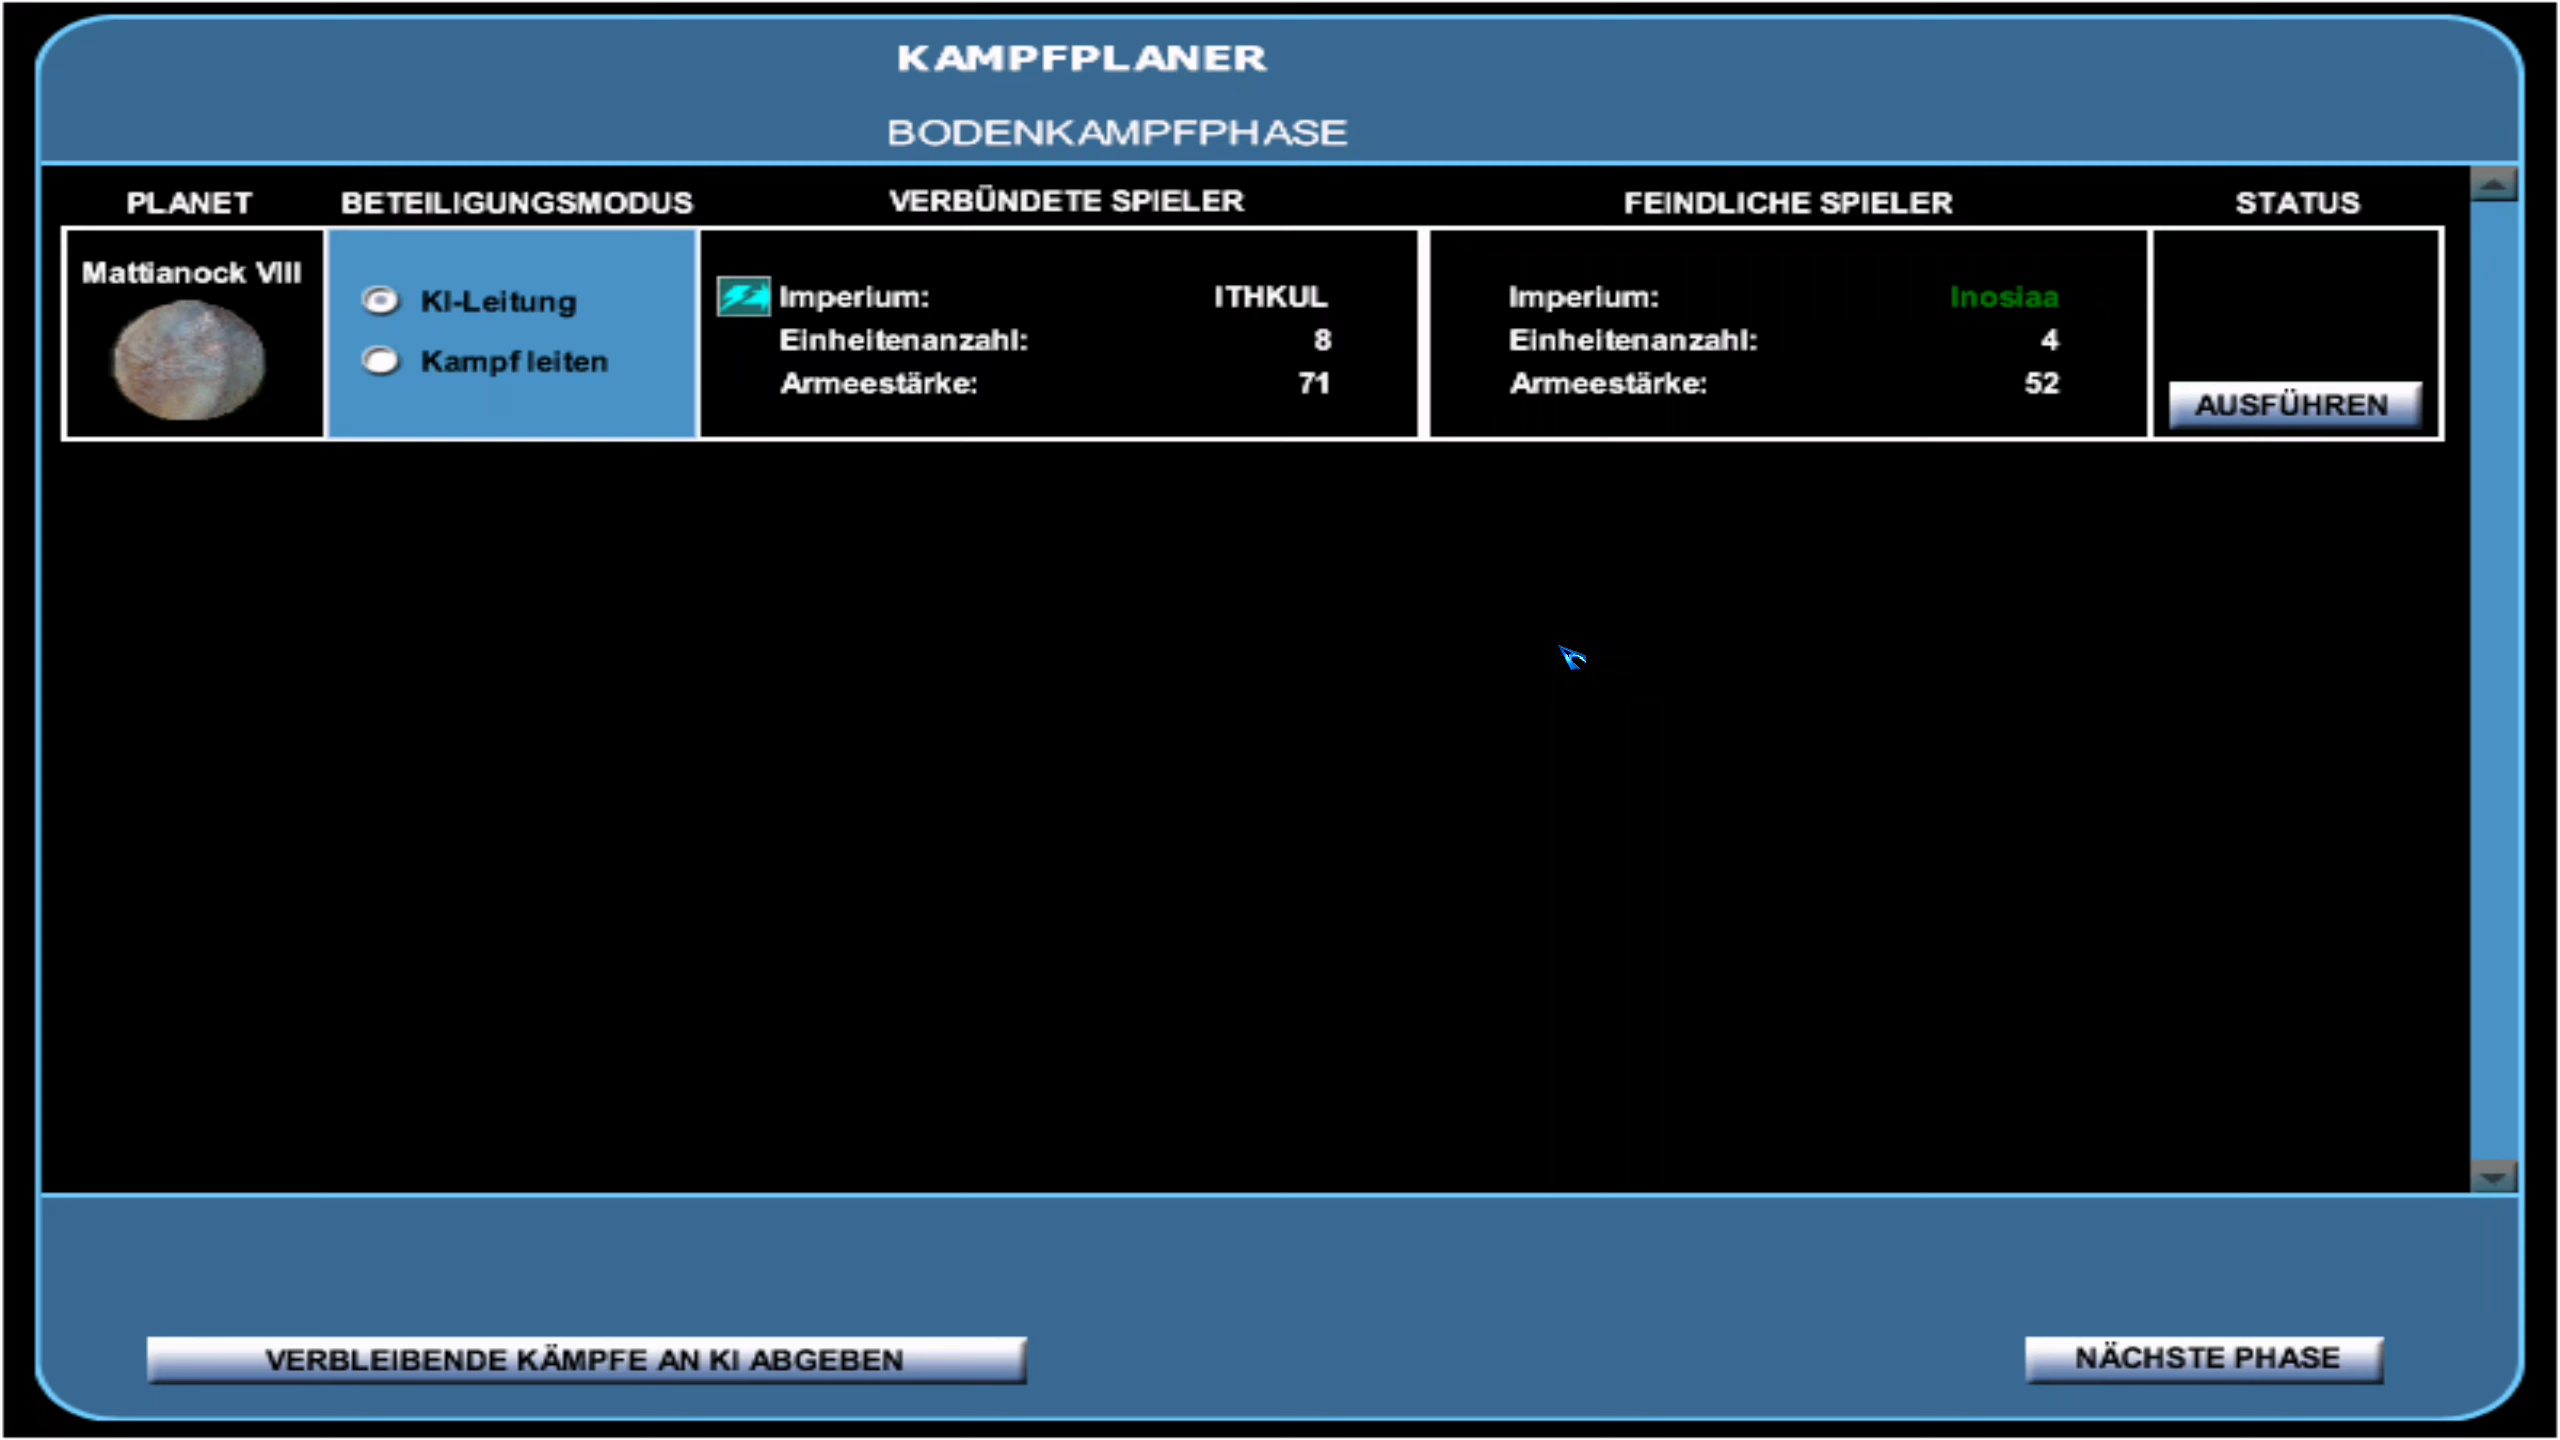 KAMPFPLANER
BODENKAMPFPHASE
PLANET BETEILIGUNGSMODUS VERBÜNDETE SPIELER FEINDLICHE SPIELER STATUS
Mattianock VIII
KI-Leitung
Kampf leiten
Imperium: ITHKUL
Einheitenanzahl: 8
Armeestärke: 71
Imperium: Inosiaa
Einheitenanzahl: 4
Armeestärke: 52
AUSFÜHREN
VERBLEIBENDE KÄMPFE AN KI ABGEBEN
NÄCHSTE PHASE